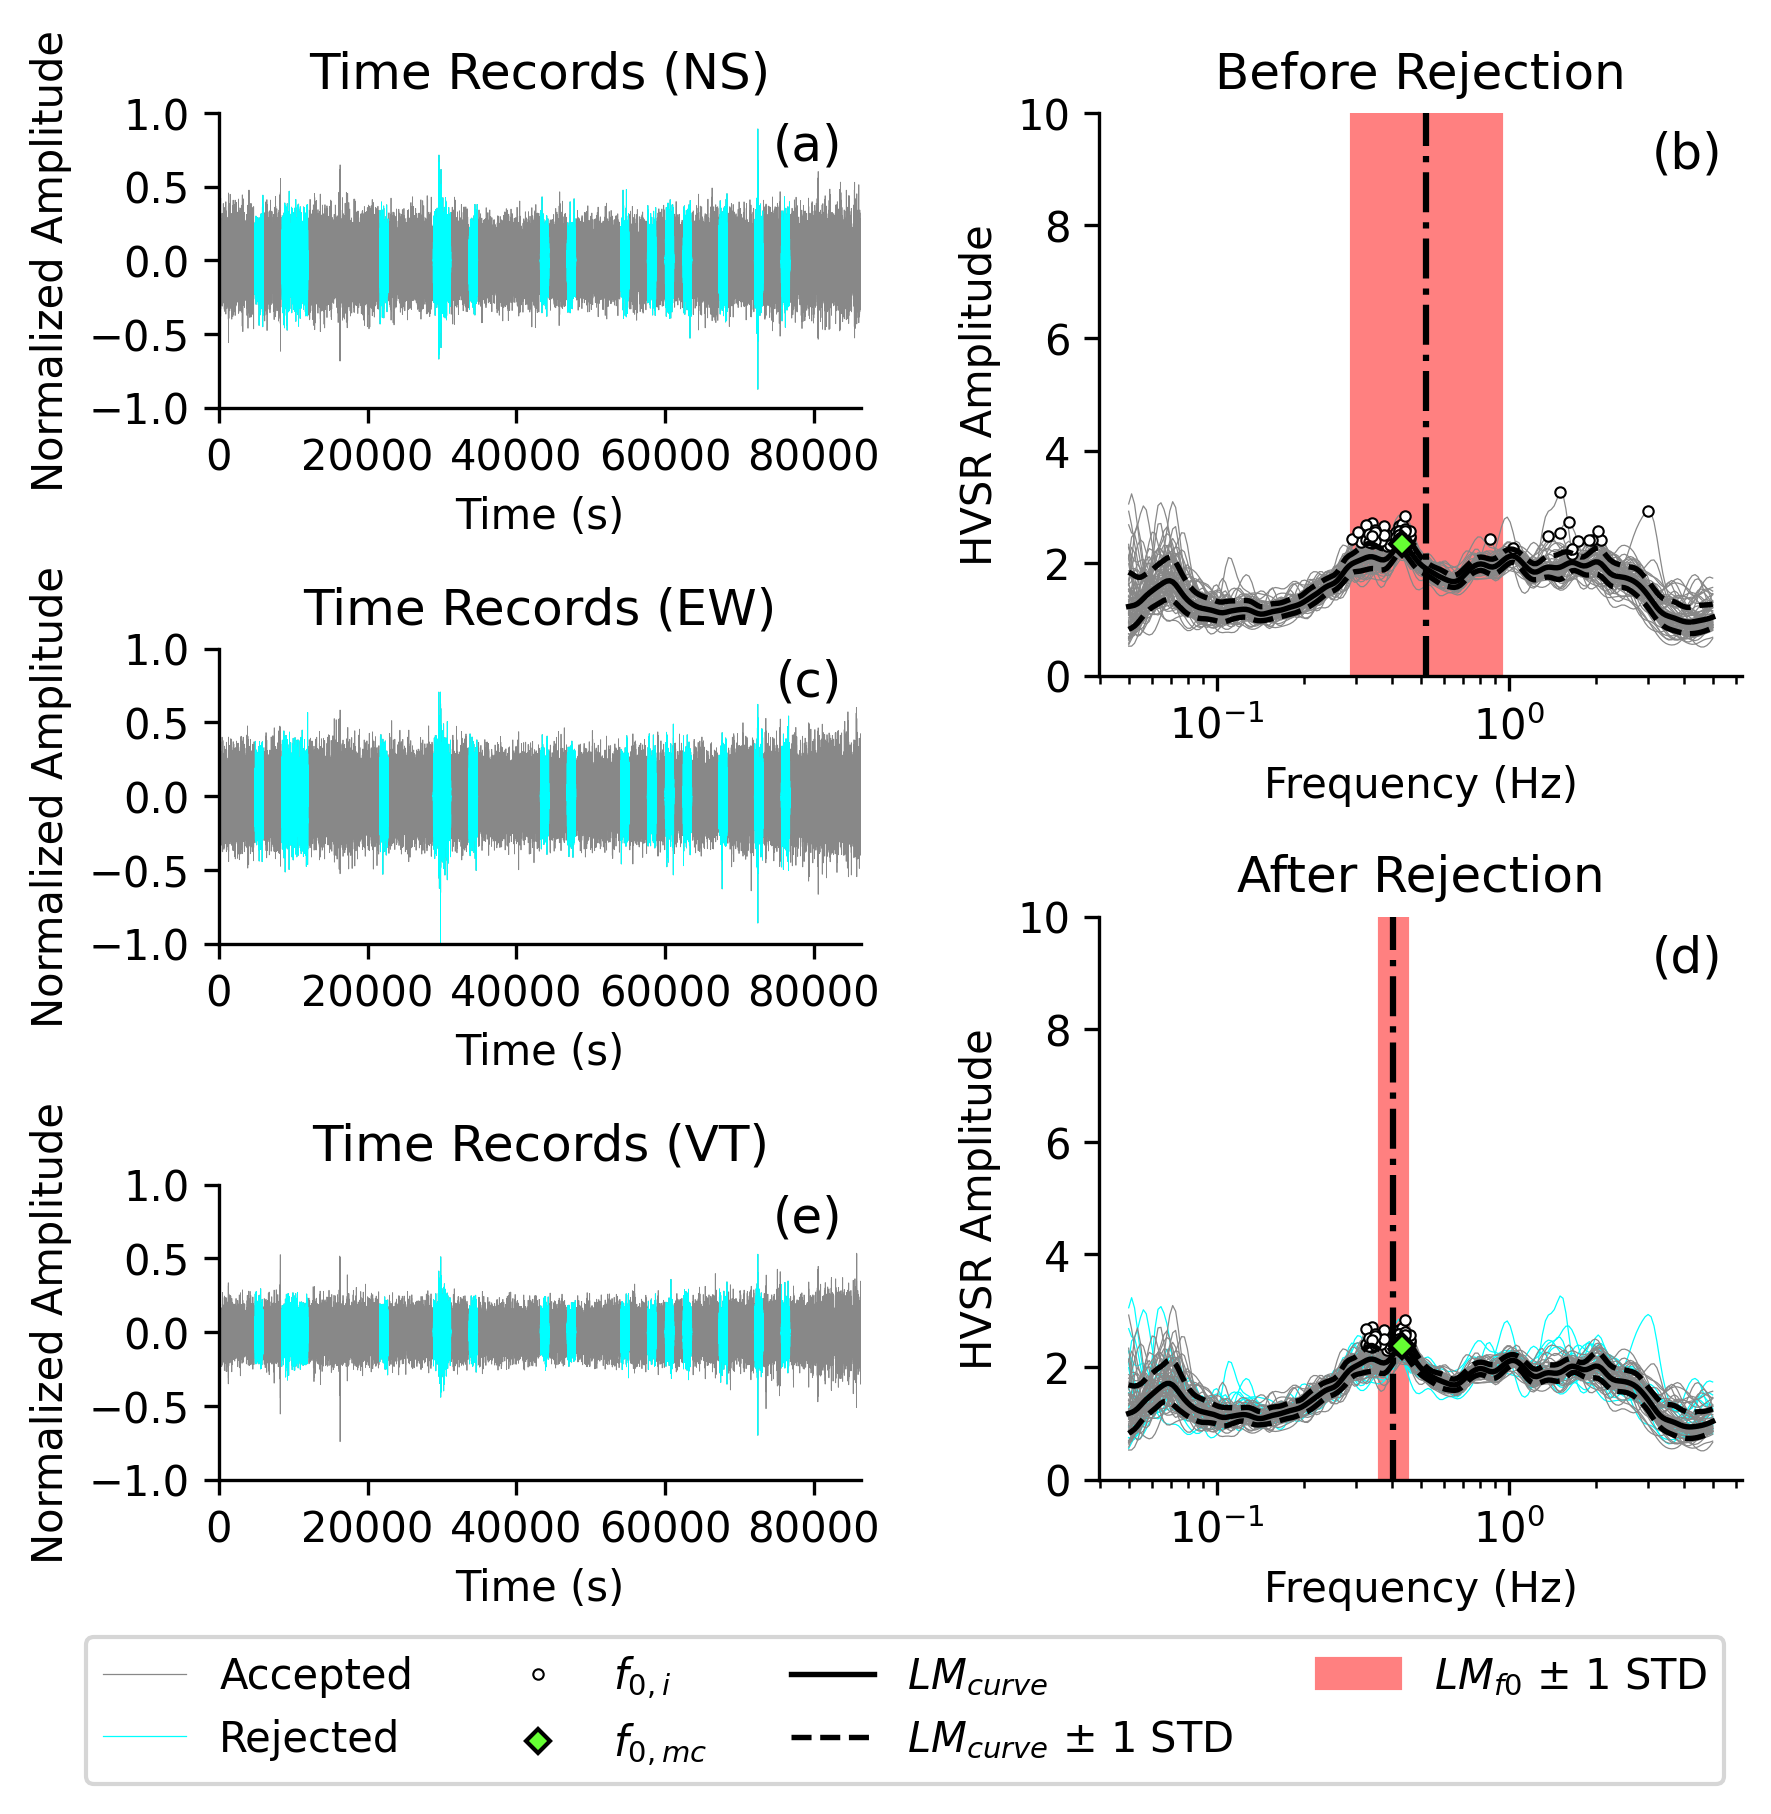 Time Records (NS)
Normalized Amplitude
1.0
0.5
0.0
−0.5
−1.0
(a)
0 20000 40000 60000 80000
Time (s)
Before Rejection
HVSR Amplitude
10
8
6
4
2
0
(b)
10⁻¹ 10⁰
Frequency (Hz)
Time Records (EW)
Normalized Amplitude
1.0
0.5
0.0
−0.5
−1.0
(c)
0 20000 40000 60000 80000
Time (s)
After Rejection
HVSR Amplitude
10
8
6
4
2
0
(d)
10⁻¹ 10⁰
Frequency (Hz)
Time Records (VT)
Normalized Amplitude
1.0
0.5
0.0
−0.5
−1.0
(e)
0 20000 40000 60000 80000
Time (s)
Accepted
Rejected
f0,i
f0,mc
LMcurve
LMcurve ± 1 STD
LMf0 ± 1 STD